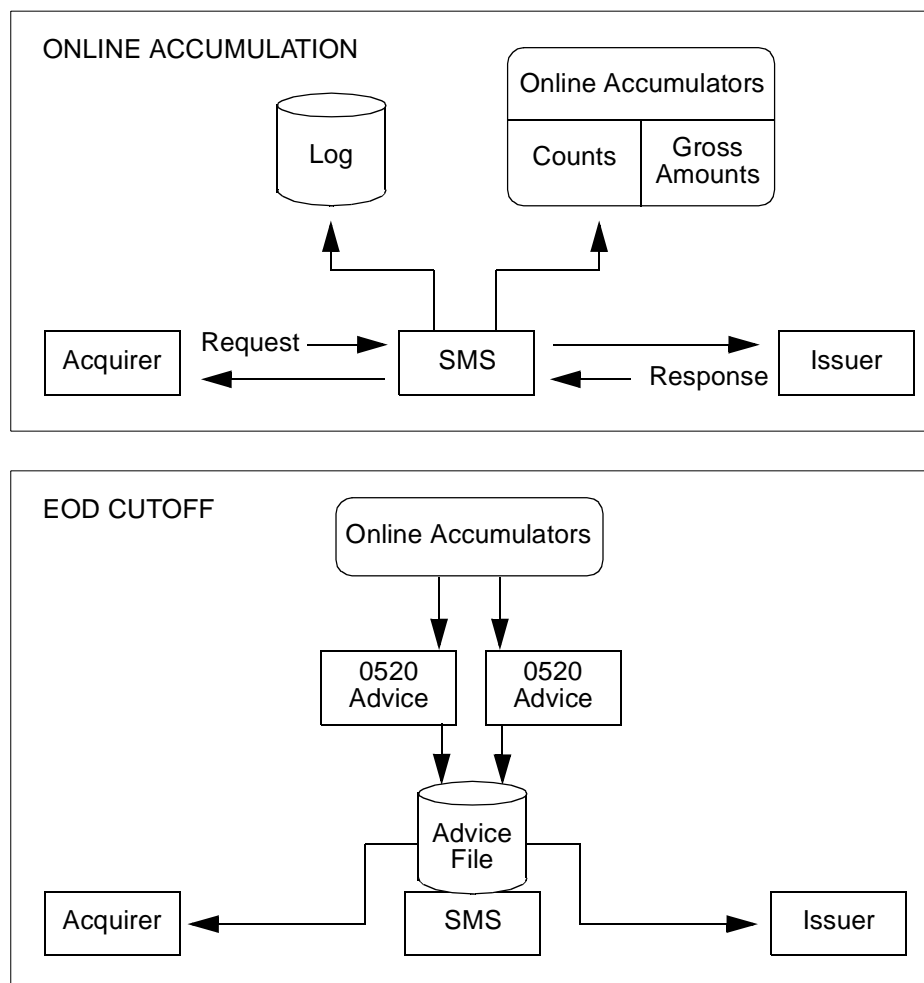 ONLINE ACCUMULATION
Online Accumulators
Log
Counts
Gross
Amounts
Acquirer
Request
SMS
Response
Issuer
EOD CUTOFF
Online Accumulators
0520
Advice
0520
Advice
Advice
File
Acquirer
SMS
Issuer